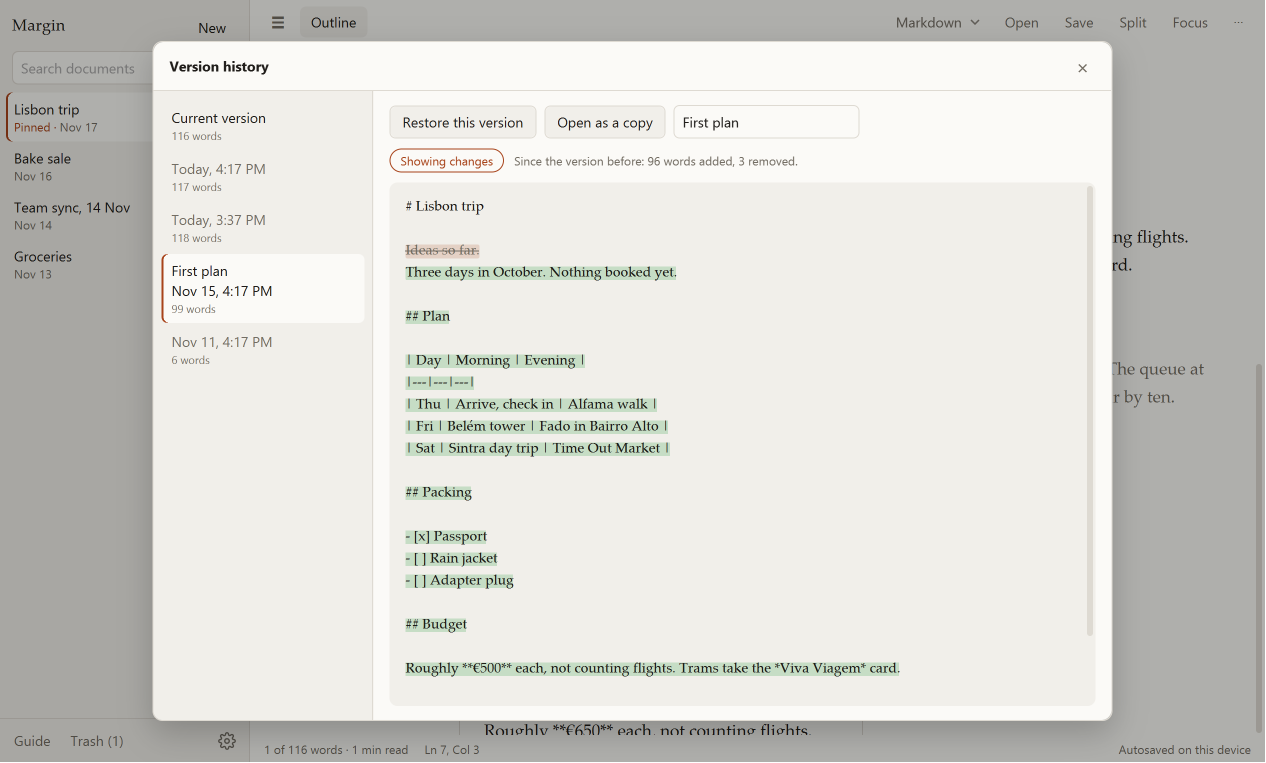 Margin
New
☰
Outline
Markdown
Open
Save
Split
Focus
···
Search documents
Lisbon trip
Pinned · Nov 17
Bake sale
Nov 16
Team sync, 14 Nov
Nov 14
Groceries
Nov 13
Guide
Trash (1)
Version history
×
Current version
116 words
Today, 4:17 PM
117 words
Today, 3:37 PM
118 words
First plan
Nov 15, 4:17 PM
99 words
Nov 11, 4:17 PM
6 words
Restore this version
Open as a copy
First plan
Showing changes
Since the version before: 96 words added, 3 removed.
# Lisbon trip
Ideas so far:
Three days in October. Nothing booked yet.
## Plan
| Day | Morning | Evening |
|---|---|---|
| Thu | Arrive, check in | Alfama walk |
| Fri | Belém tower | Fado in Bairro Alto |
| Sat | Sintra day trip | Time Out Market |
## Packing
- [x] Passport
- [ ] Rain jacket
- [ ] Adapter plug
## Budget
Roughly **€500** each, not counting flights. Trams take the *Viva Viagem* card.
ng flights.
rd.
The queue at
r by ten.
Roughly **€650** each, not counting flights.
1 of 116 words · 1 min read
Ln 7, Col 3
Autosaved on this device